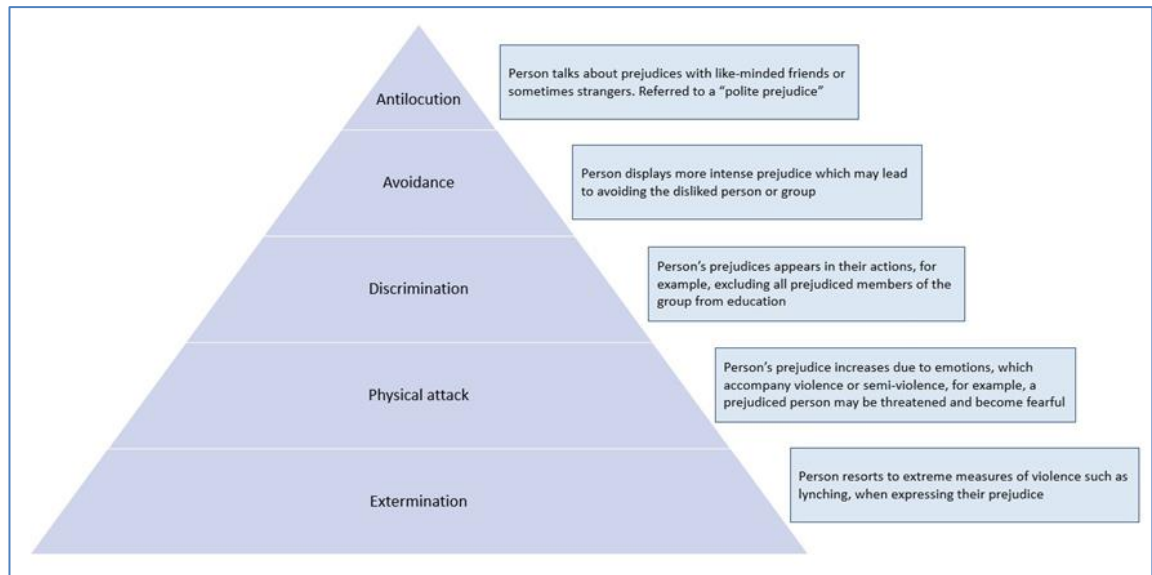 Person talks about prejudices with like-minded friends or
sometimes strangers. Referred to a “polite prejudice”
Antilocution
Person displays more intense prejudice which may lead
to avoiding the disliked person or group
Avoidance
Person’s prejudices appears in their actions, for
example, excluding all prejudiced members of the
group from education
Discrimination
Person’s prejudice increases due to emotions, which
accompany violence or semi-violence, for example, a
prejudiced person may be threatened and become fearful
Physical attack
Person resorts to extreme measures of violence such as
lynching, when expressing their prejudice
Extermination